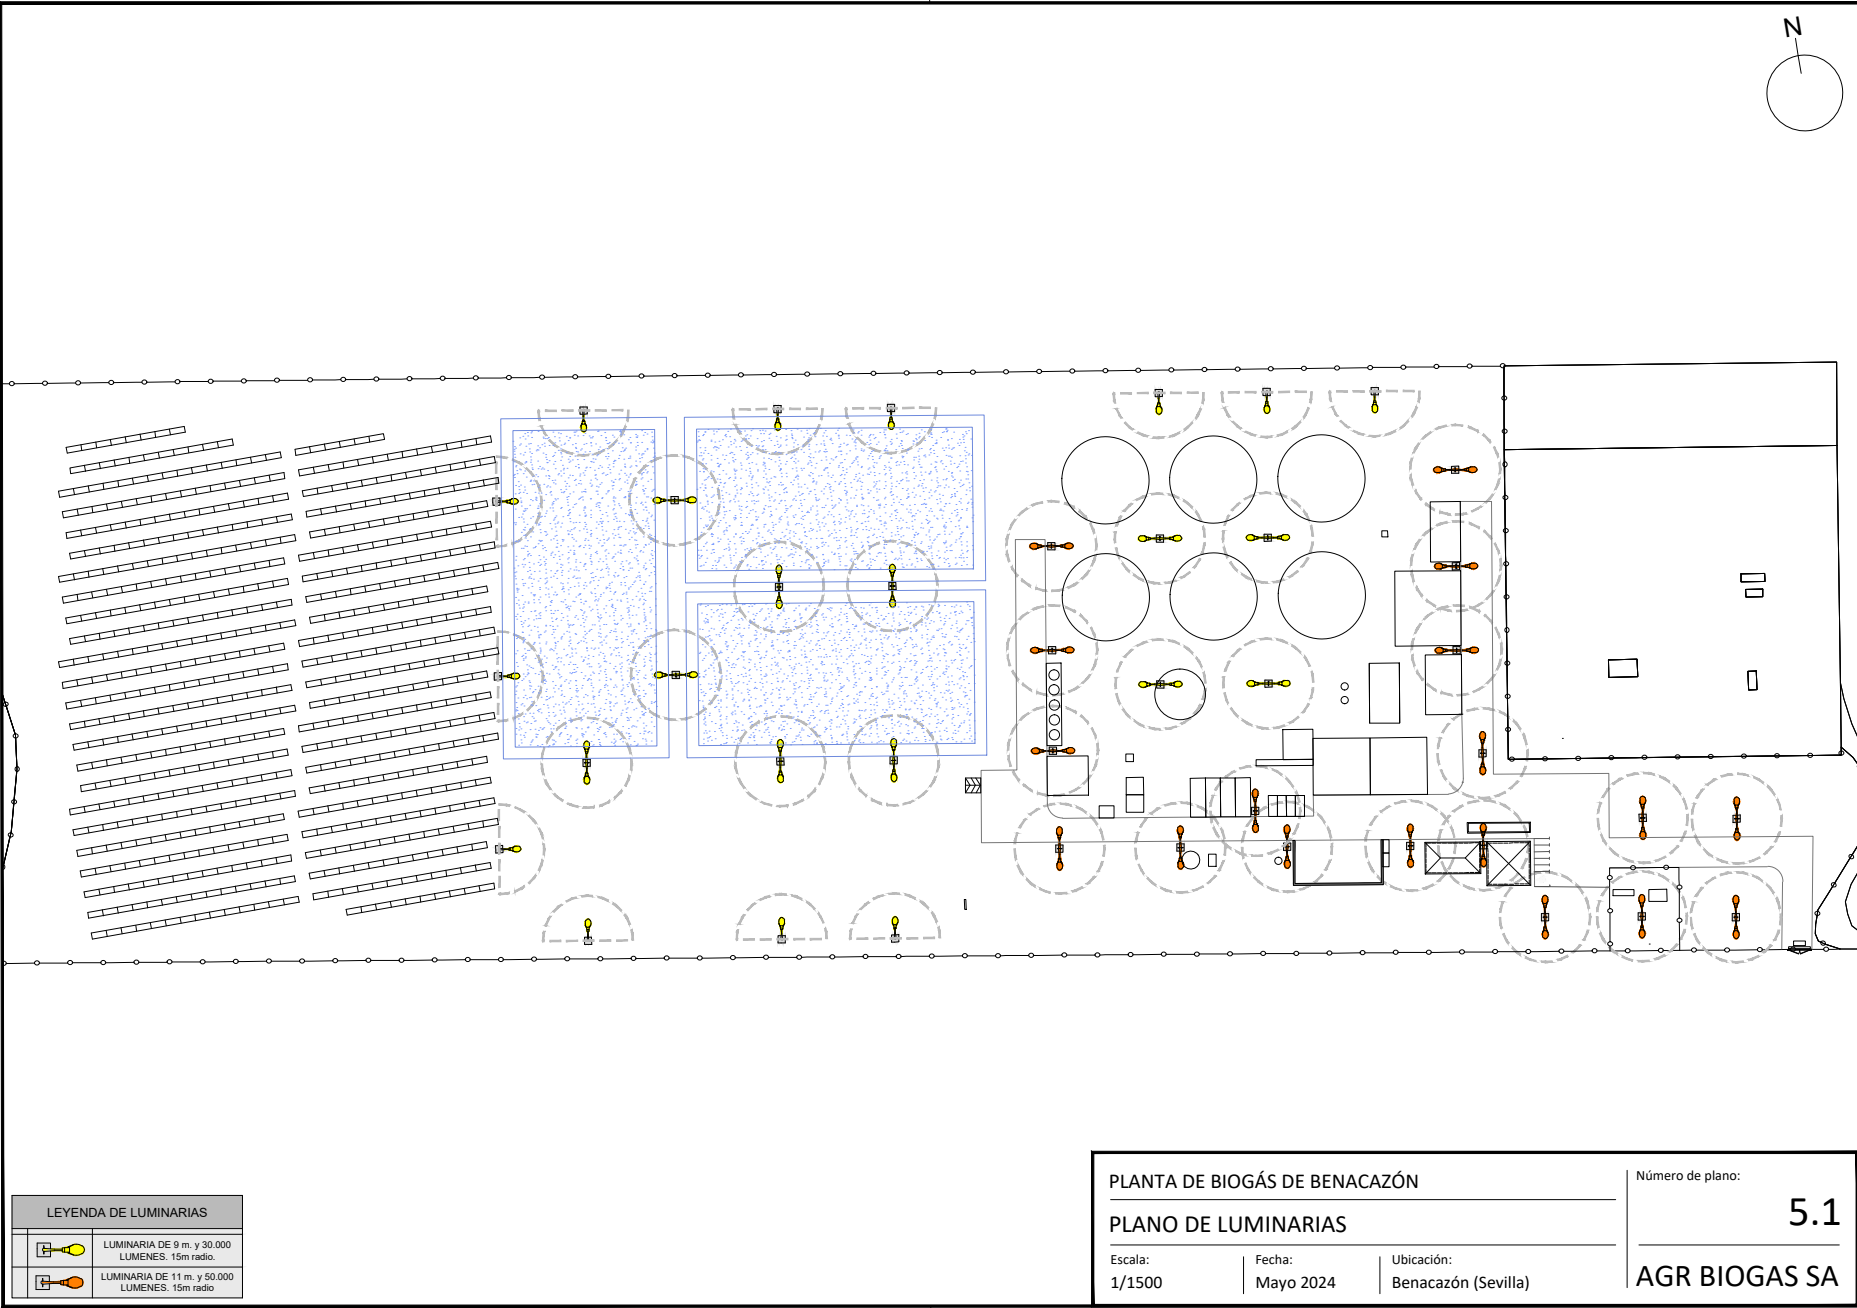 N
LEYENDA DE LUMINARIAS
LUMINARIA DE 9 m. y 30.000
LUMENES. 15m radio.
LUMINARIA DE 11 m. y 50.000
LUMENES. 15m radio
PLANTA DE BIOGÁS DE BENACAZÓN
PLANO DE LUMINARIAS
Escala:
1/1500
Fecha:
Mayo 2024
Ubicación:
Benacazón (Sevilla)
Número de plano:
5.1
AGR BIOGAS SA